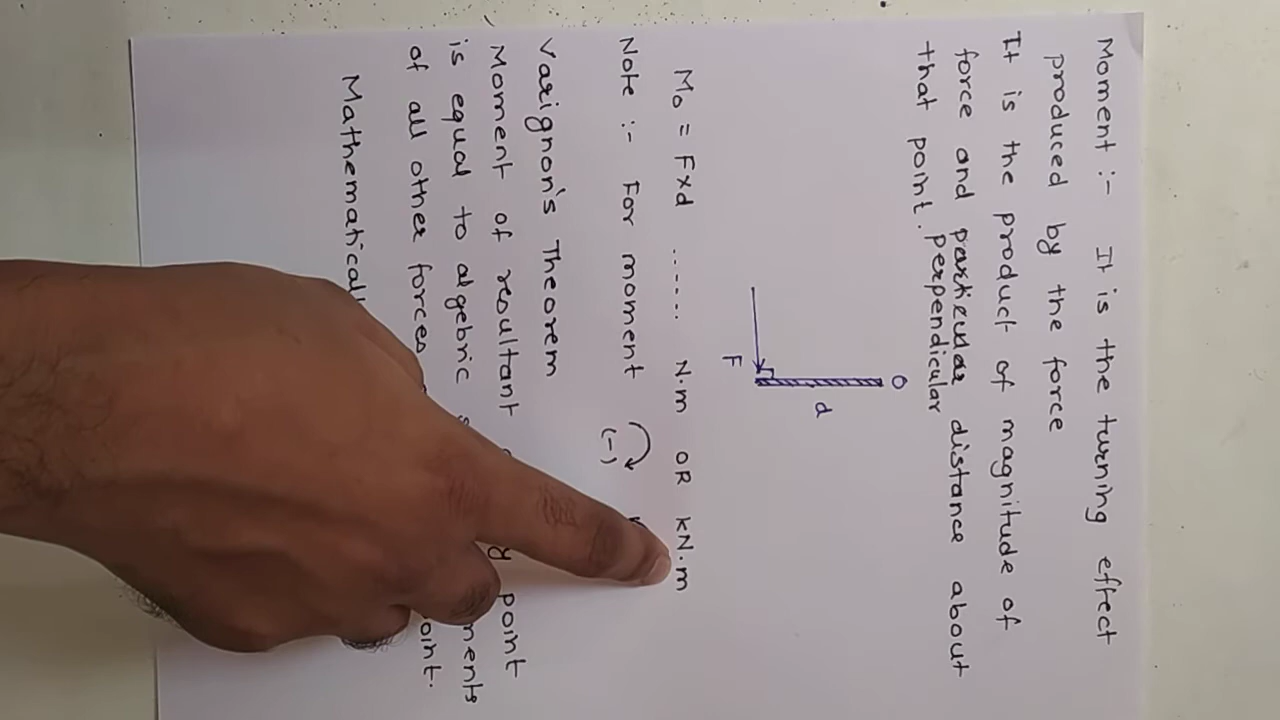 Moment :- It is the turning effect
produced by the force
It is the product of magnitude of
force and distance about
perpendicular
that point.
O
d
F
Mo = F×d ...... N.m OR kN.m
Note :- For moment
(-)
Varignon's Theorem
Moment of resultant point
is equal to algebric
of all other forces